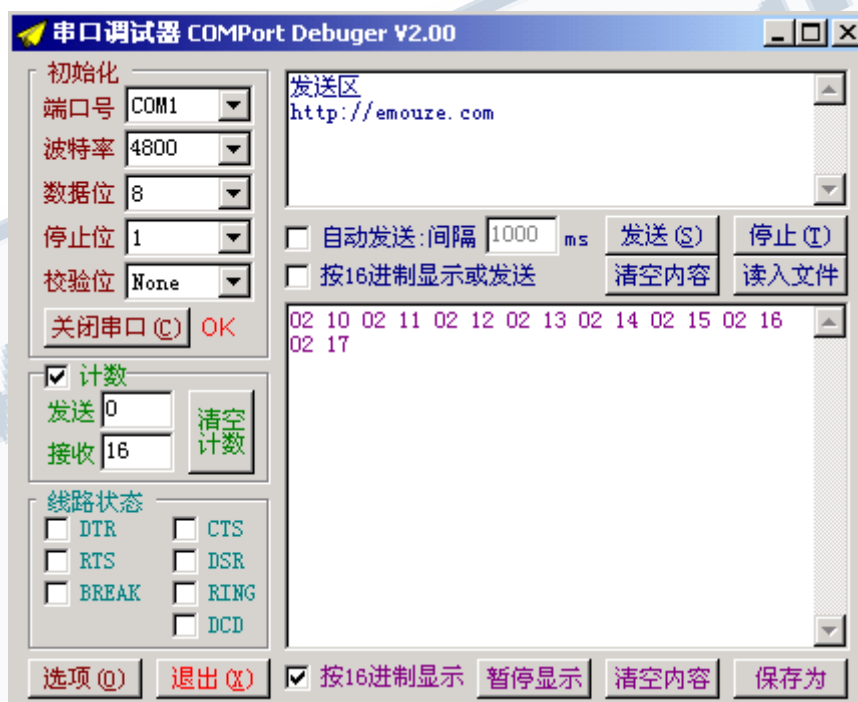 串口调试器 COMPort Debuger V2.00
初始化
端口号 COM1
波特率 4800
数据位 8
停止位 1
校验位 None
关闭串口(C) OK
计数
发送 0
接收 16
清空
计数
线路状态
DTR CTS
RTS DSR
BREAK RING
DCD
选项(O) 退出(X)
发送区
http://emouze.com
自动发送:间隔 1000 ms 发送(S) 停止(T)
按16进制显示或发送 清空内容 读入文件
02 10 02 11 02 12 02 13 02 14 02 15 02 16
02 17
按16进制显示 暂停显示 清空内容 保存为